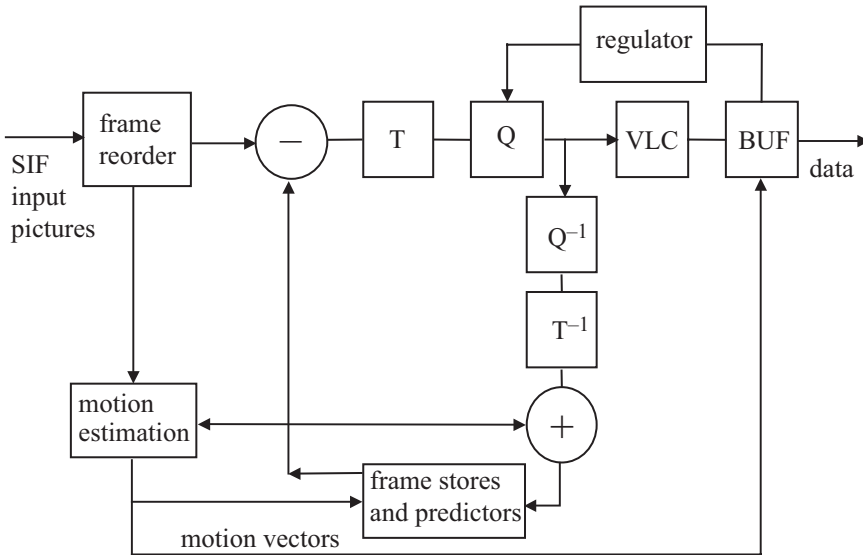 regulator
frame
reorder
−
T
Q
VLC
BUF
SIF
input
pictures
data
Q⁻¹
T⁻¹
motion
estimation
+
frame stores
and predictors
motion vectors